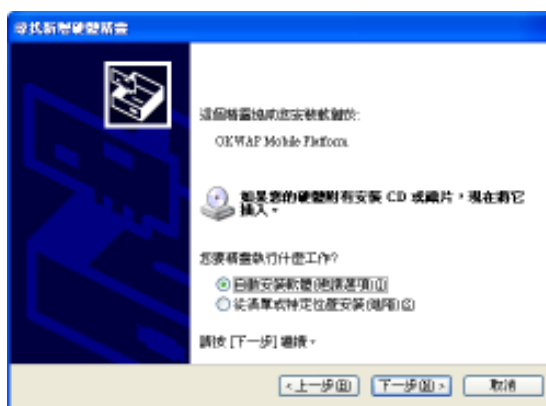 尋找新增硬體精靈
這個精靈協助您安裝軟體於:
OKWAP Mobile Platform
如果您的硬體附有安裝 CD 或磁片，現在將它
插入。
您要精靈執行什麼工作?
自動安裝軟體(建議選項)(I)
從清單或特定位置安裝(進階)(S)
請按 [下一步] 繼續。
<上一步(B)
下一步(N)>
取消